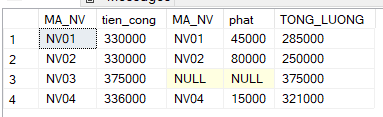 Messages
MA_NV tien_cong MA_NV phat TONG_LUONG
1 NV01 330000 NV01 45000 285000
2 NV02 330000 NV02 80000 250000
3 NV03 375000 NULL NULL 375000
4 NV04 336000 NV04 15000 321000